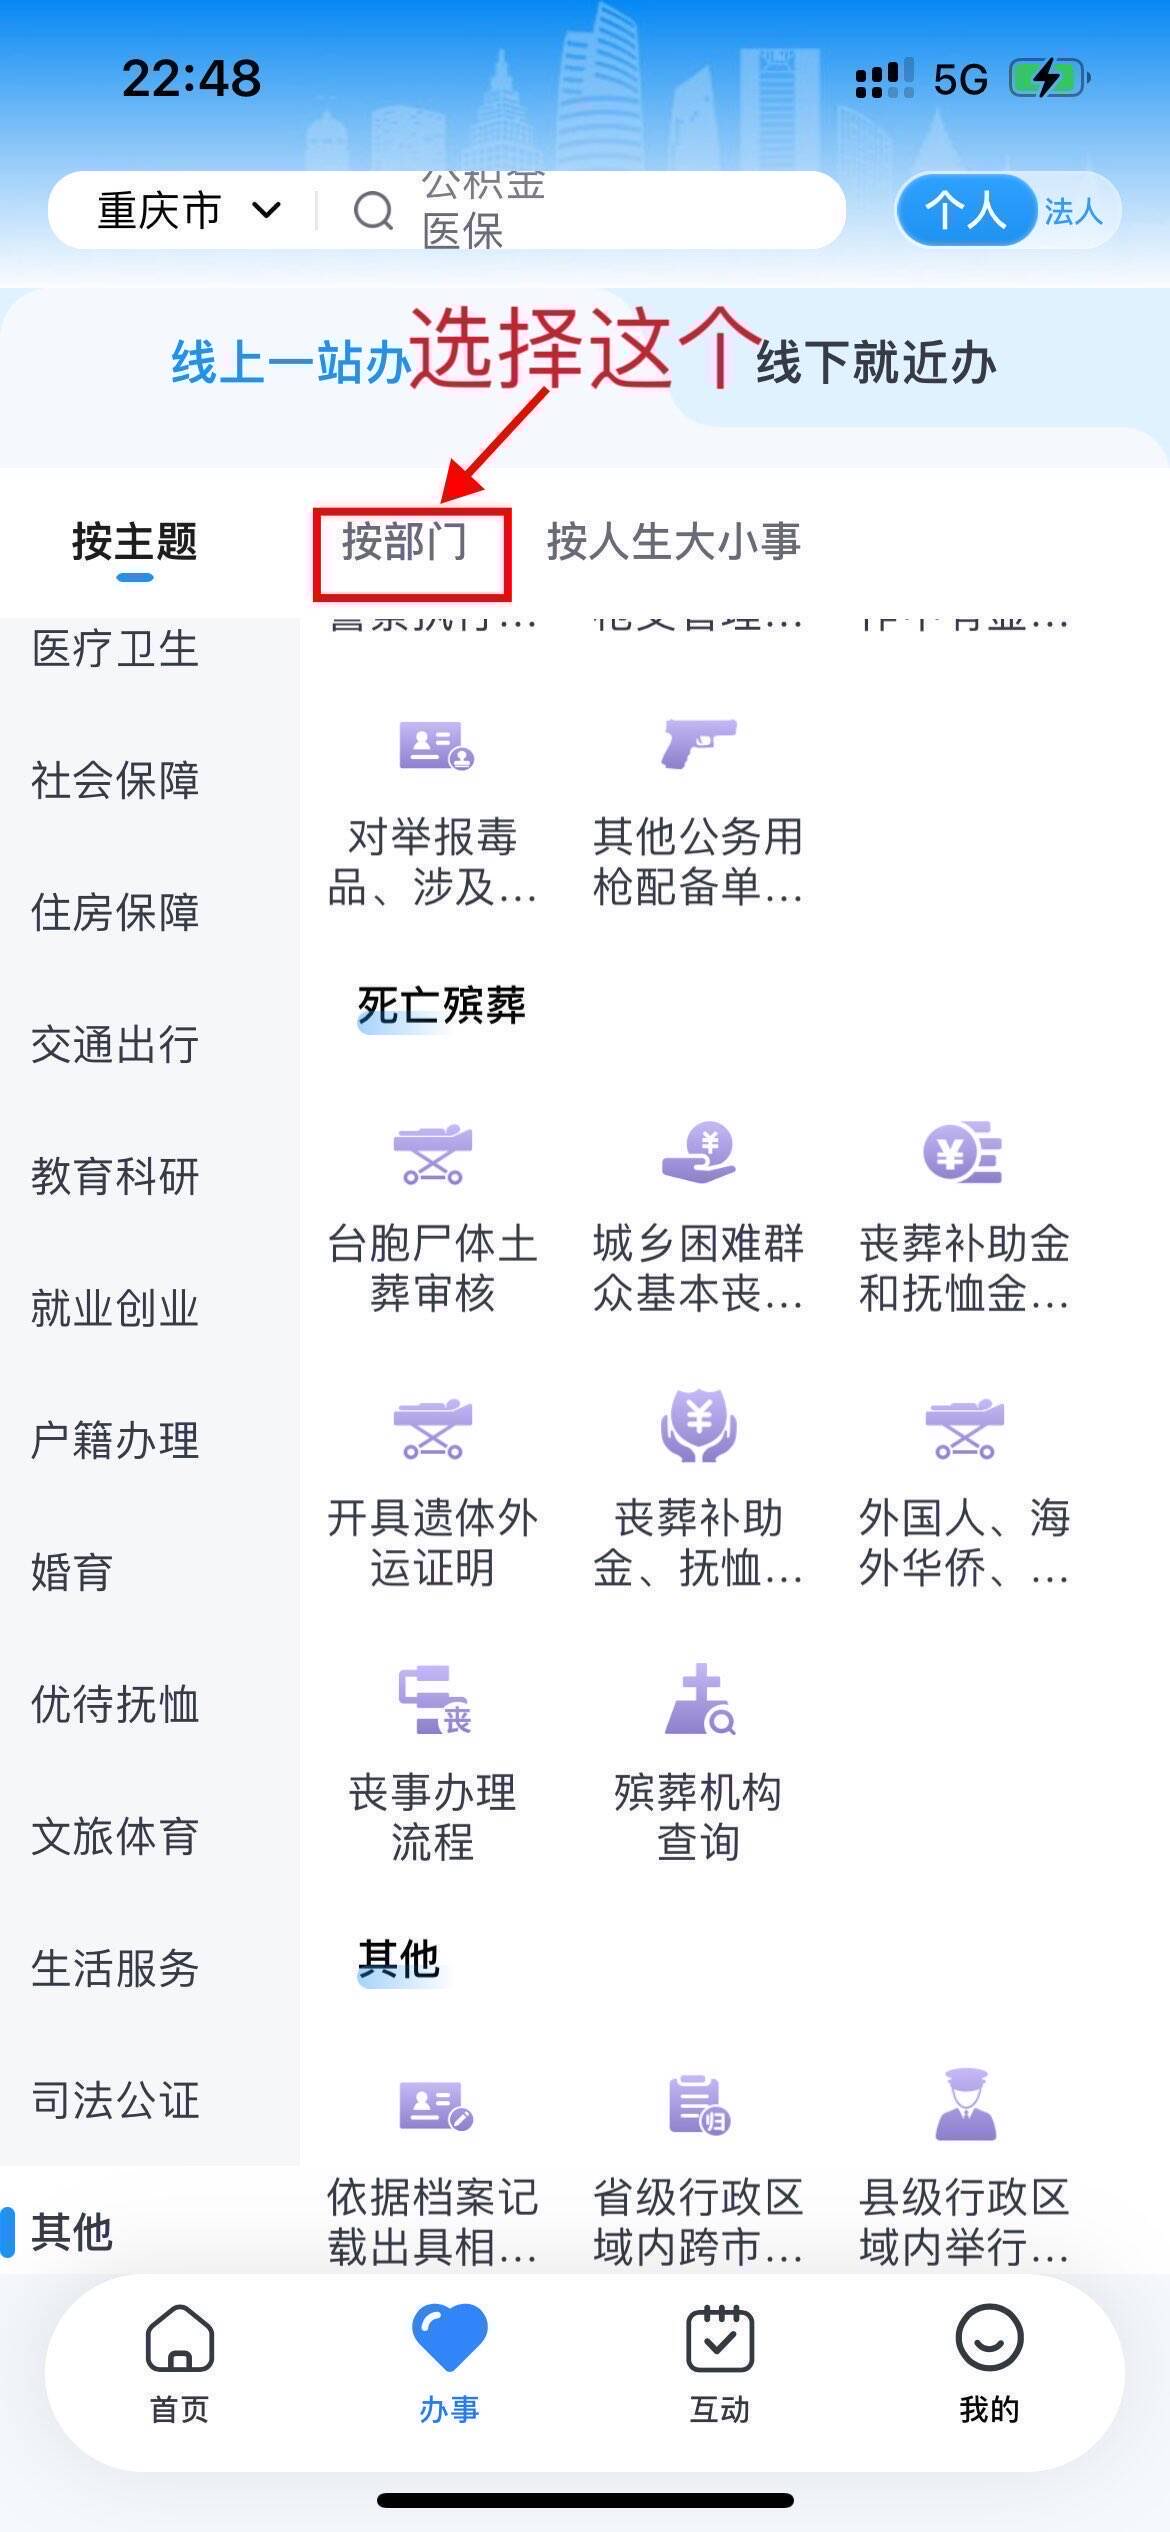 22:48
5G
重庆市
公积金
医保
个人
法人
选择这个
线上一站办
线下就近办
按主题
按部门
按人生大小事
医疗卫生
社会保障
住房保障
交通出行
教育科研
就业创业
户籍办理
婚育
优待抚恤
文旅体育
生活服务
司法公证
其他
对举报毒
品、涉及...
其他公务用
枪配备单...
死亡殡葬
台胞尸体土
葬审核
城乡困难群
众基本丧...
丧葬补助金
和抚恤金...
开具遗体外
运证明
丧葬补助
金、抚恤...
外国人、海
外华侨、...
丧
丧事办理
流程
殡葬机构
查询
其他
归
依据档案记
载出具相...
省级行政区
域内跨市...
县级行政区
域内举行...
首页
办事
互动
我的